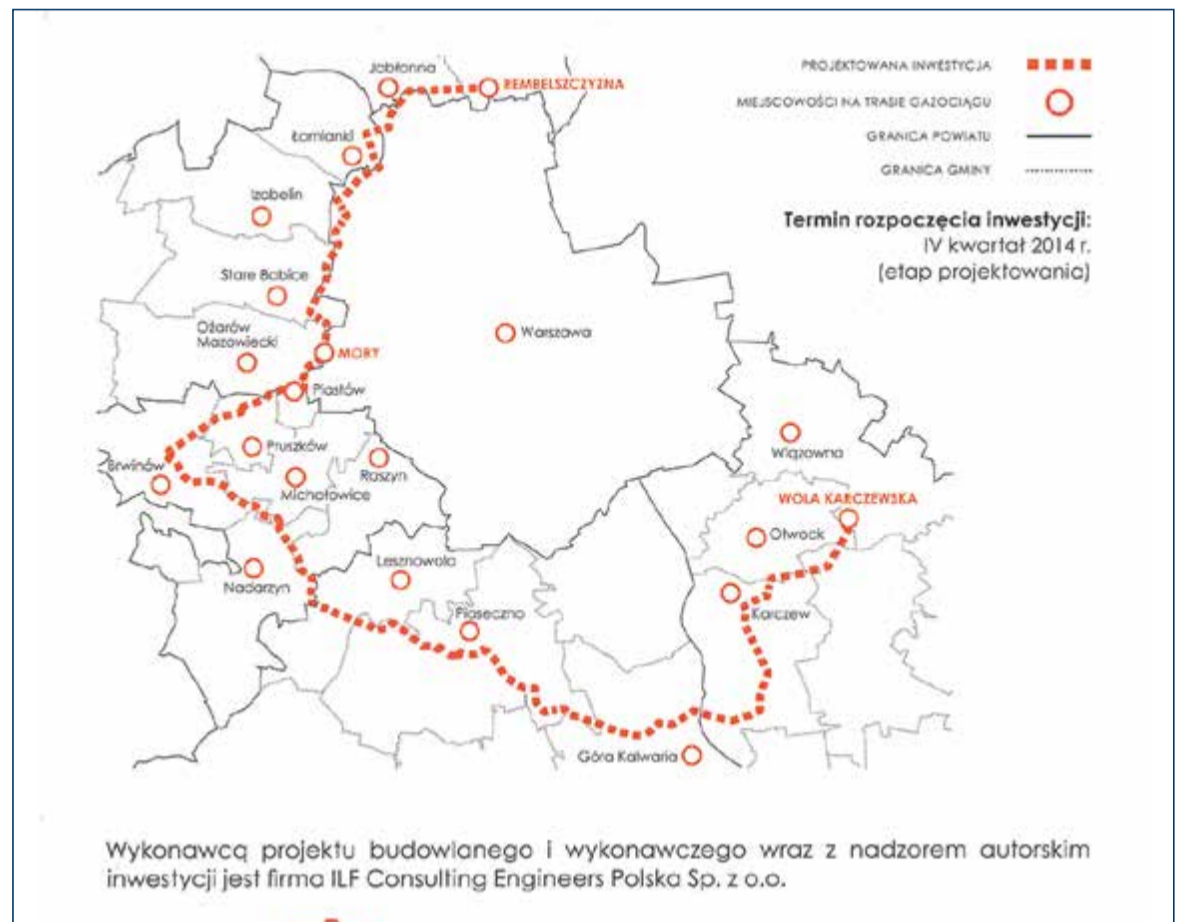 PROJEKTOWANA INWESTYCJA
MIEJSCOWOŚCI NA TRASIE GAZOCIĄGU
GRANICA POWIATU
GRANICA GMINY
Termin rozpoczęcia inwestycji:
IV kwartał 2014 r.
(etap projektowania)
Jabłonna
REMBELSZCZYZNA
Łomianki
Izabelin
Stare Babice
Ożarów
Mazowiecki
MORY
Warszawa
Piastów
Pruszków
Brwinów
Raszyn
Michałowice
Wiązowna
WOLA KARCZEWSKA
Otwock
Lesznowola
Nadarzyn
Karczew
Piaseczno
Góra Kalwaria
Wykonawcą projektu budowlanego i wykonawczego wraz z nadzorem autorskim
inwestycji jest firma ILF Consulting Engineers Polska Sp. z o.o.